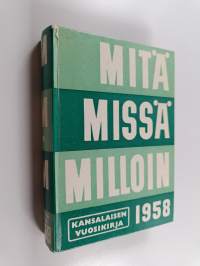 MITÄ
MISSÄ
MILLOIN
KANSALAISEN
VUOSIKIRJA
1958